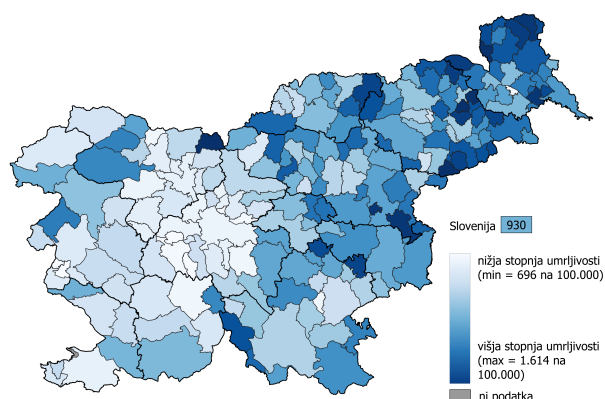 Slovenija 930
nižja stopnja umrljivosti
(min = 696 na 100.000)
višja stopnja umrljivosti
(max = 1.614 na
100.000)
ni podatka